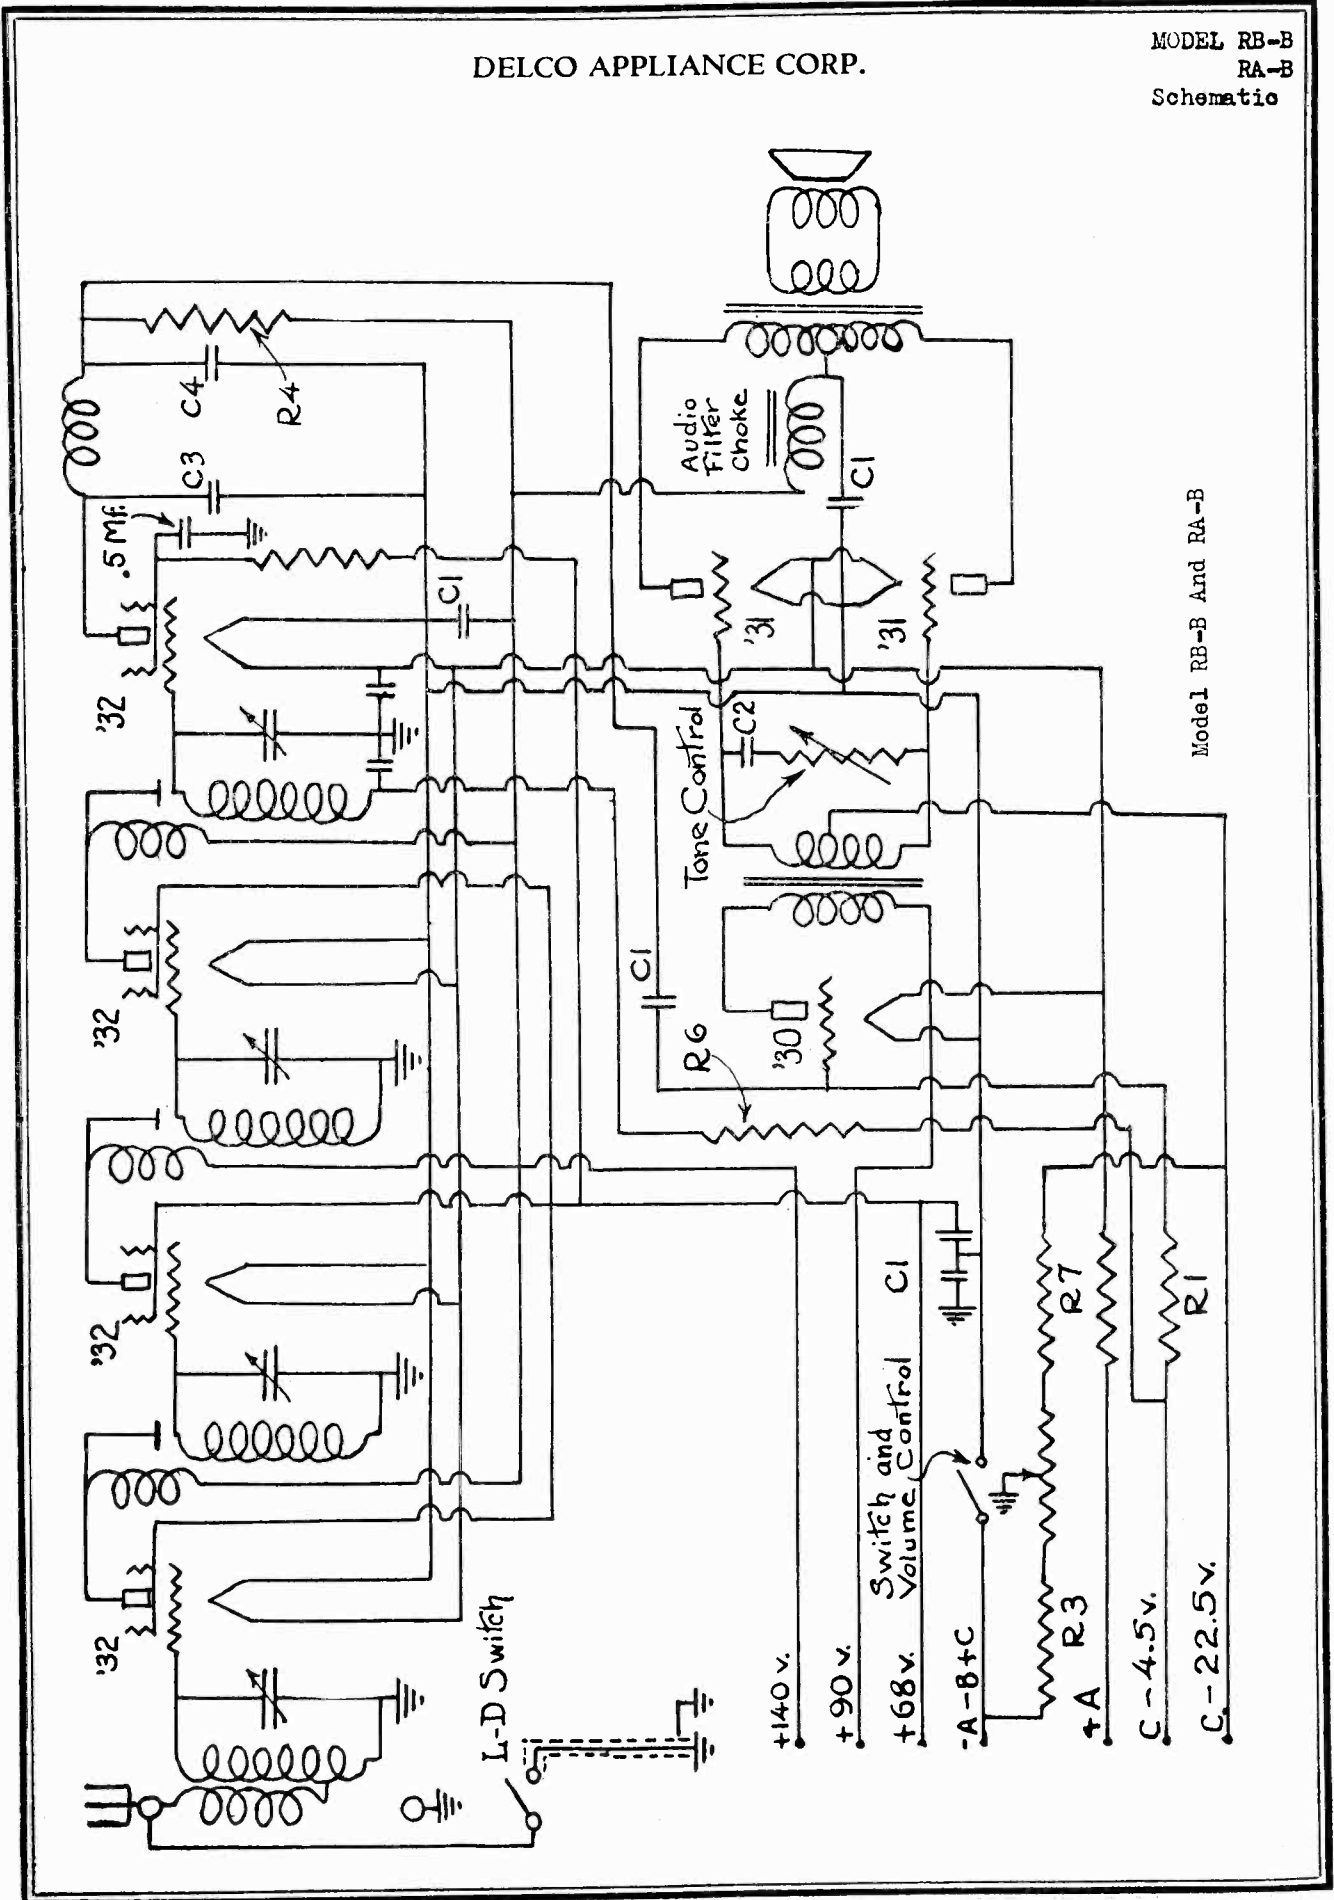 DELCO APPLIANCE CORP.
MODEL RB-B
RA-B
Schematic
C4
R4
C3
.5 Mf.
C1
'32
Audio
Filter
Choke
C1
'31
'31
Tone Control
C2
'32
C1
R6
'30
'32
C1
R7
R1
Switch and
Volume Control
'32
L-D Switch
R3
+140 v.
+90 v.
+68 v.
-A-B+C
+A
C-4.5v.
C-22.5v.
Model RB-B And RA-B